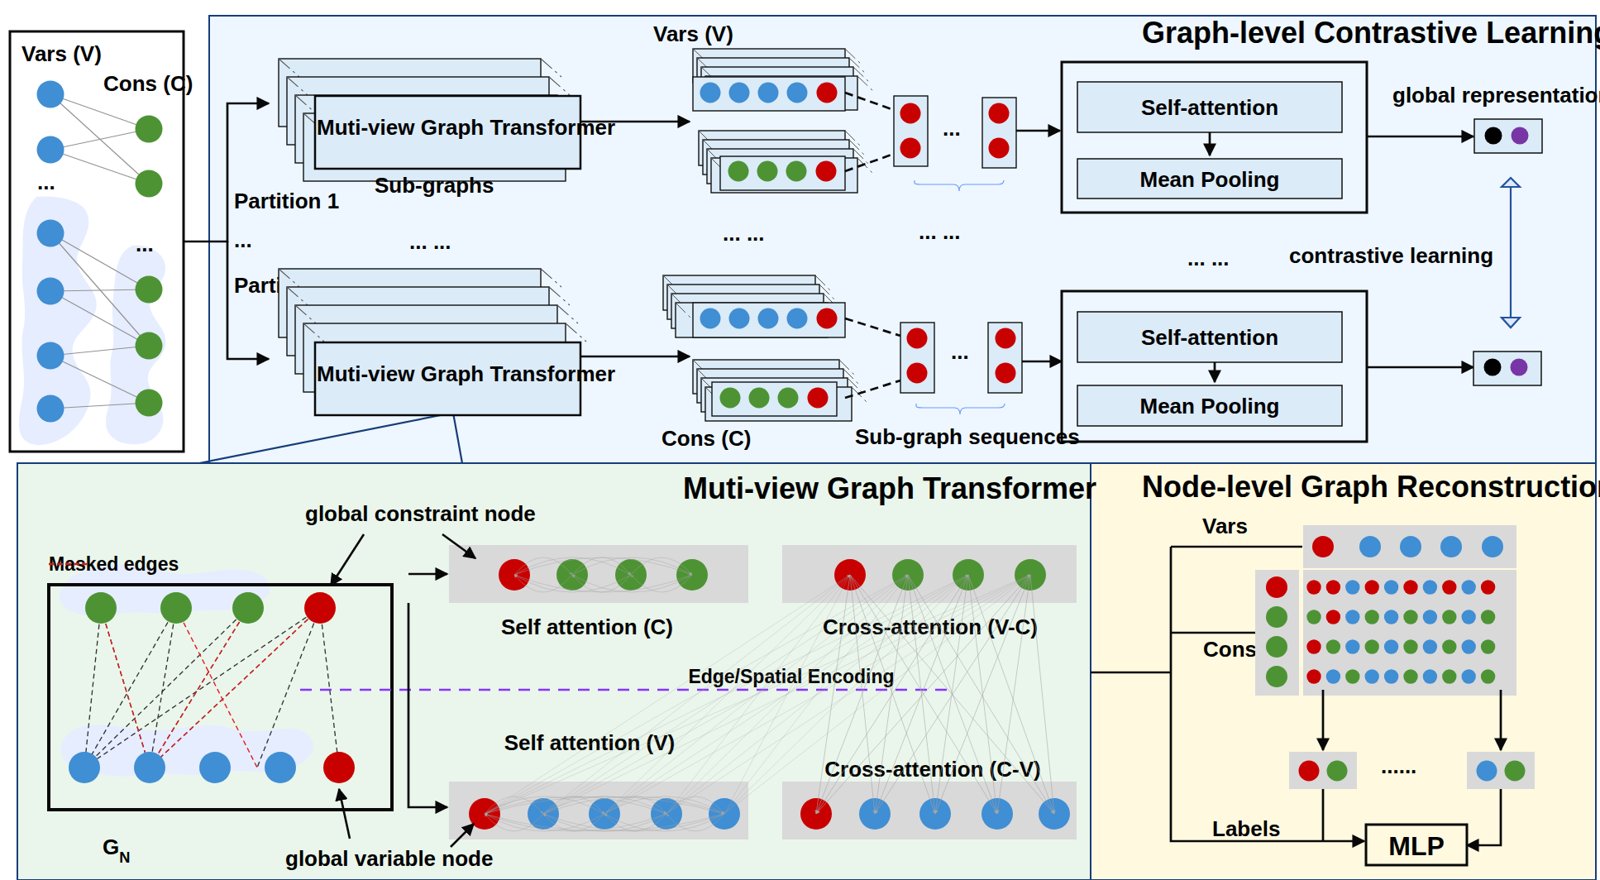 Graph-level Contrastive Learning
Vars (V)
Cons (C)
...
...
Vars (V)
Muti-view Graph Transformer
Sub-graphs
Partition 1
...
Parti
... ...
... ...
... ...
... ...
...
Self-attention
Mean Pooling
global representation
contrastive learning
Muti-view Graph Transformer
...
Self-attention
Mean Pooling
Cons (C)
Sub-graph sequences
Muti-view Graph Transformer
global constraint node
Masked edges
Self attention (C)
Cross-attention (V-C)
Edge/Spatial Encoding
Self attention (V)
Cross-attention (C-V)
GN
global variable node
Node-level Graph Reconstruction
Vars
Cons
......
Labels
MLP